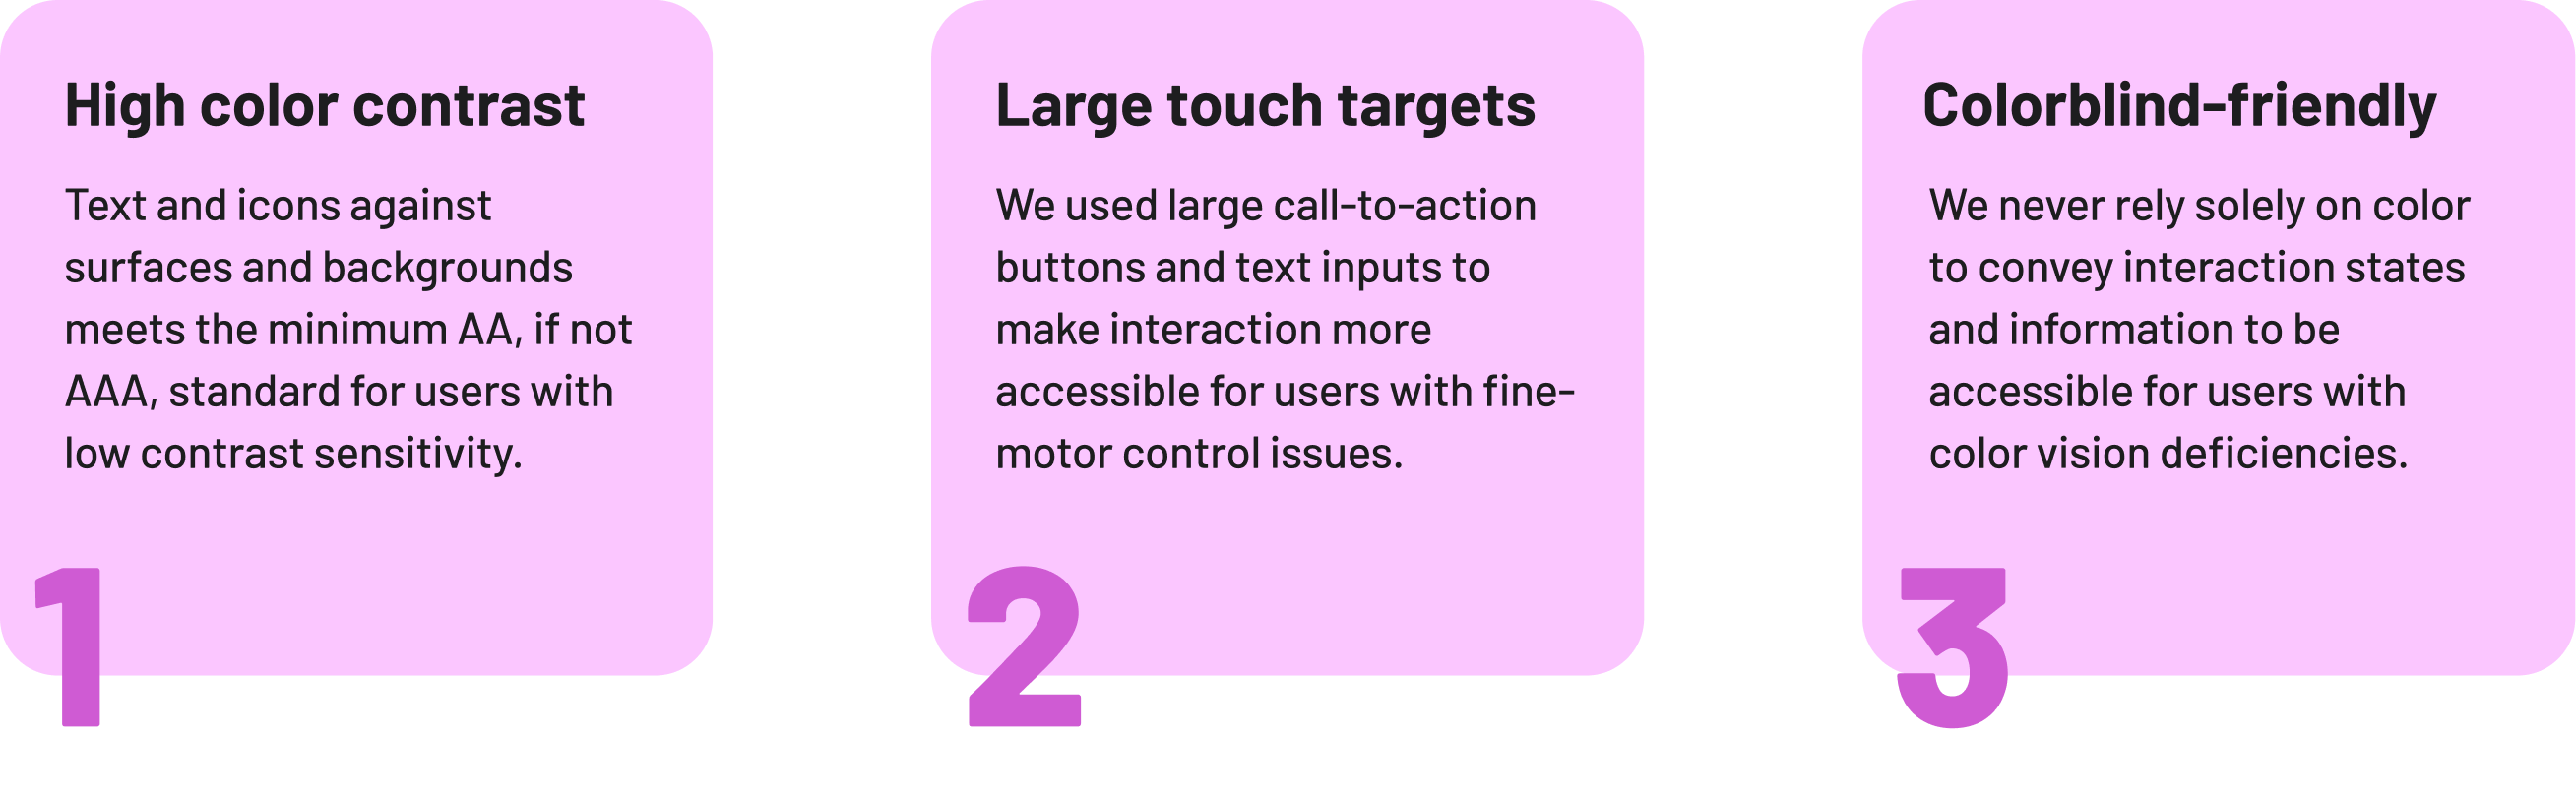 High color contrast
Text and icons against
surfaces and backgrounds
meets the minimum AA, if not
AAA, standard for users with
low contrast sensitivity.
1
Large touch targets
We used large call-to-action
buttons and text inputs to
make interaction more
accessible for users with fine-
motor control issues.
2
Colorblind-friendly
We never rely solely on color
to convey interaction states
and information to be
accessible for users with
color vision deficiencies.
3